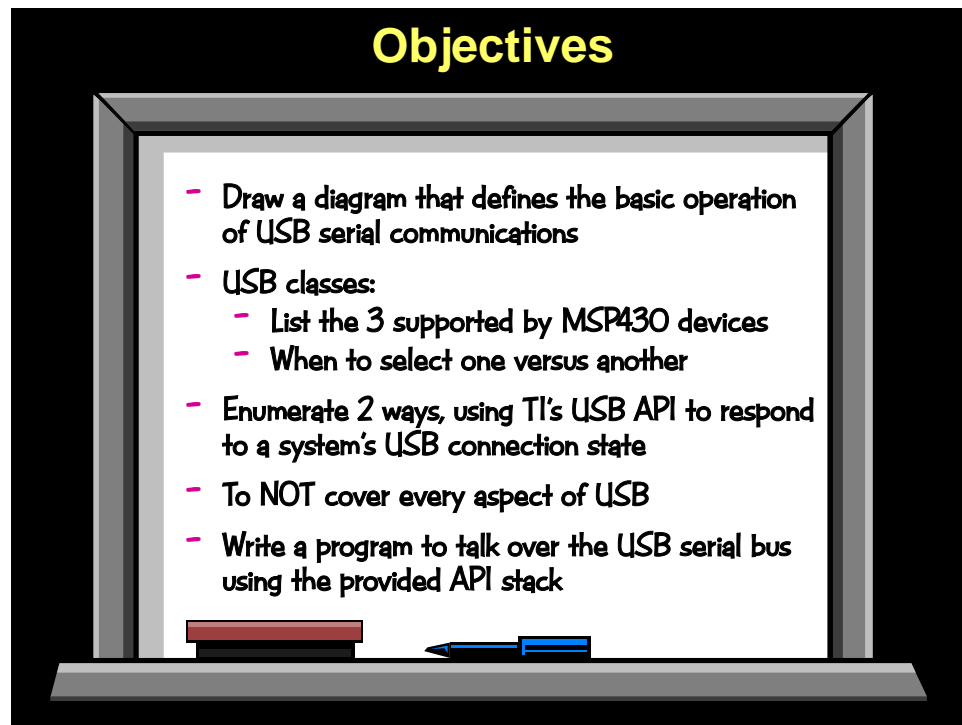 Objectives
- Draw a diagram that defines the basic operation
of USB serial communications
- USB classes:
- List the 3 supported by MSP430 devices
- When to select one versus another
- Enumerate 2 ways, using TI's USB API to respond
to a system's USB connection state
- To NOT cover every aspect of USB
- Write a program to talk over the USB serial bus
using the provided API stack